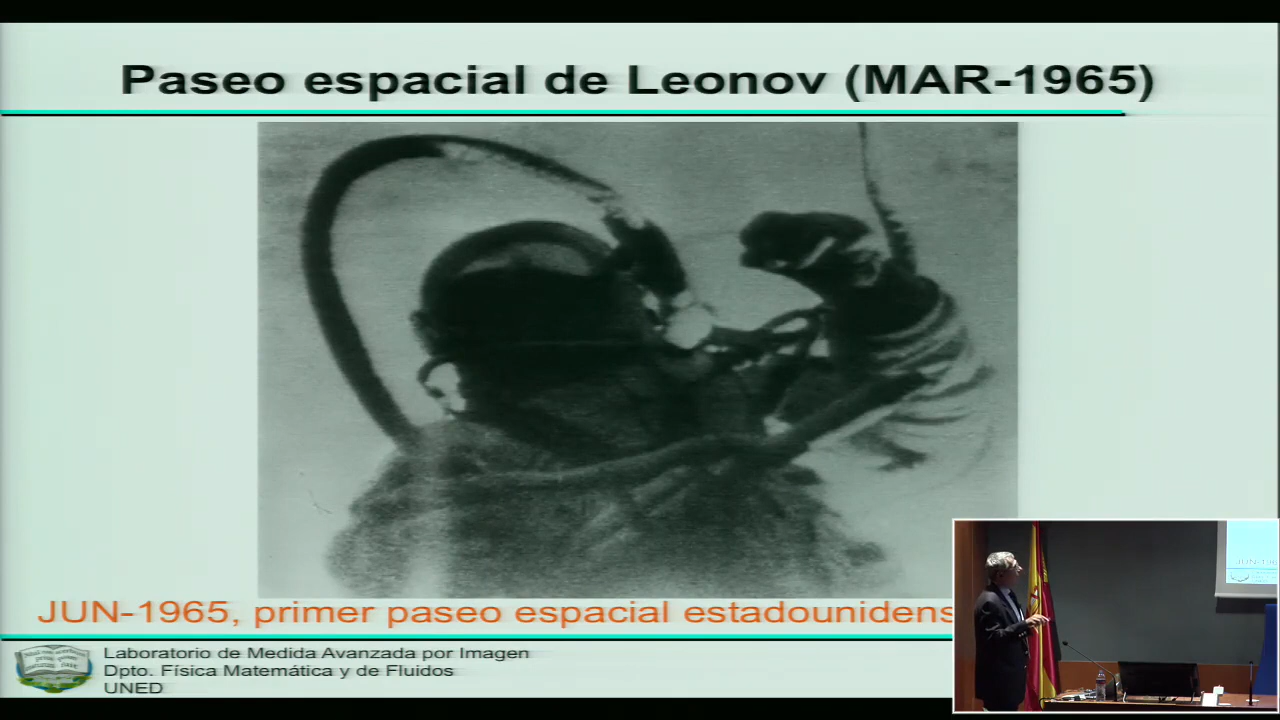 Paseo espacial de Leonov (MAR-1965)
JUN-1965, primer paseo espacial estadounidens
Laboratorio de Medida Avanzada por Imagen
Dpto. Física Matemática y de Fluidos
UNED